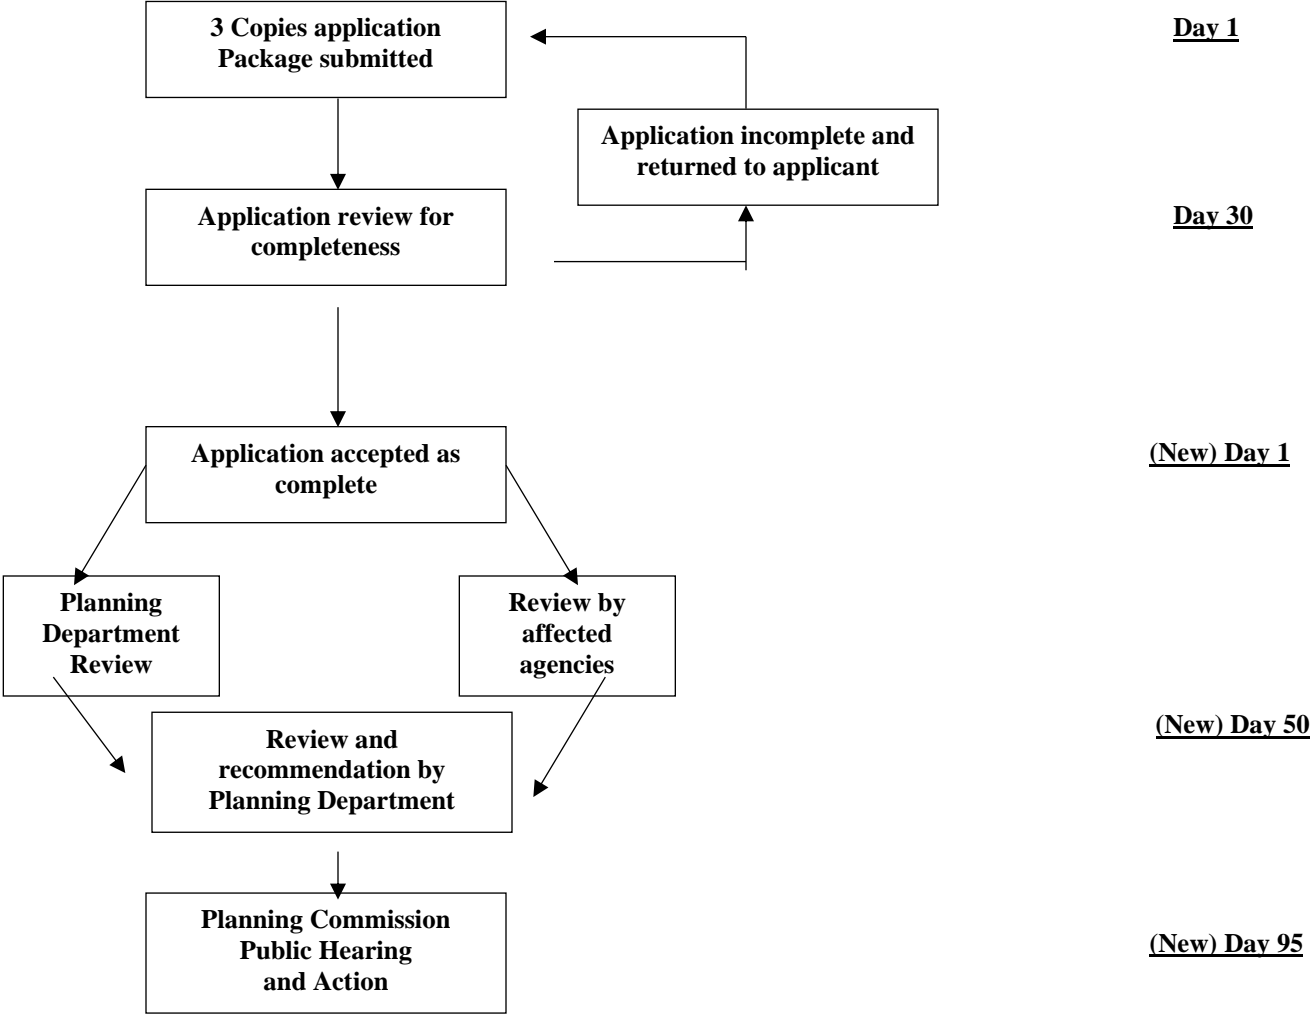 3 Copies application
Package submitted
Day 1
Application incomplete and
returned to applicant
Application review for
completeness
Day 30
Application accepted as
complete
(New) Day 1
Planning
Department
Review
Review by
affected
agencies
Review and
recommendation by
Planning Department
(New) Day 50
Planning Commission
Public Hearing
and Action
(New) Day 95